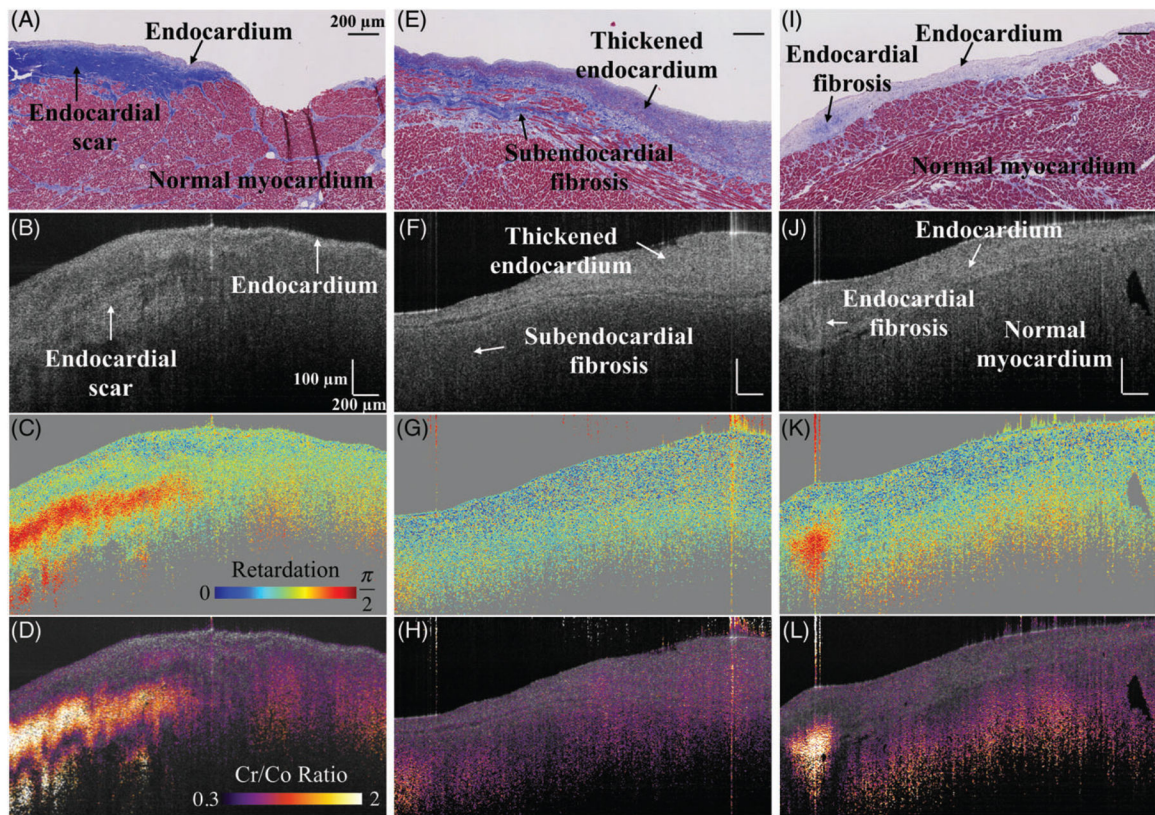 (A)
200 µm
Endocardium
Endocardial
scar
Normal myocardium
(E)
Thickened
endocardium
Subendocardial
fibrosis
(I)
Endocardium
Endocardial
fibrosis
Normal myocardium
(B)
Endocardium
Endocardial
scar
100 µm
200 µm
(F)
Thickened
endocardium
Subendocardial
fibrosis
(J)
Endocardium
Endocardial
fibrosis
Normal
myocardium
(C)
Retardation
0
π
2
(G)
(K)
(D)
Cr/Co Ratio
0.3
2
(H)
(L)